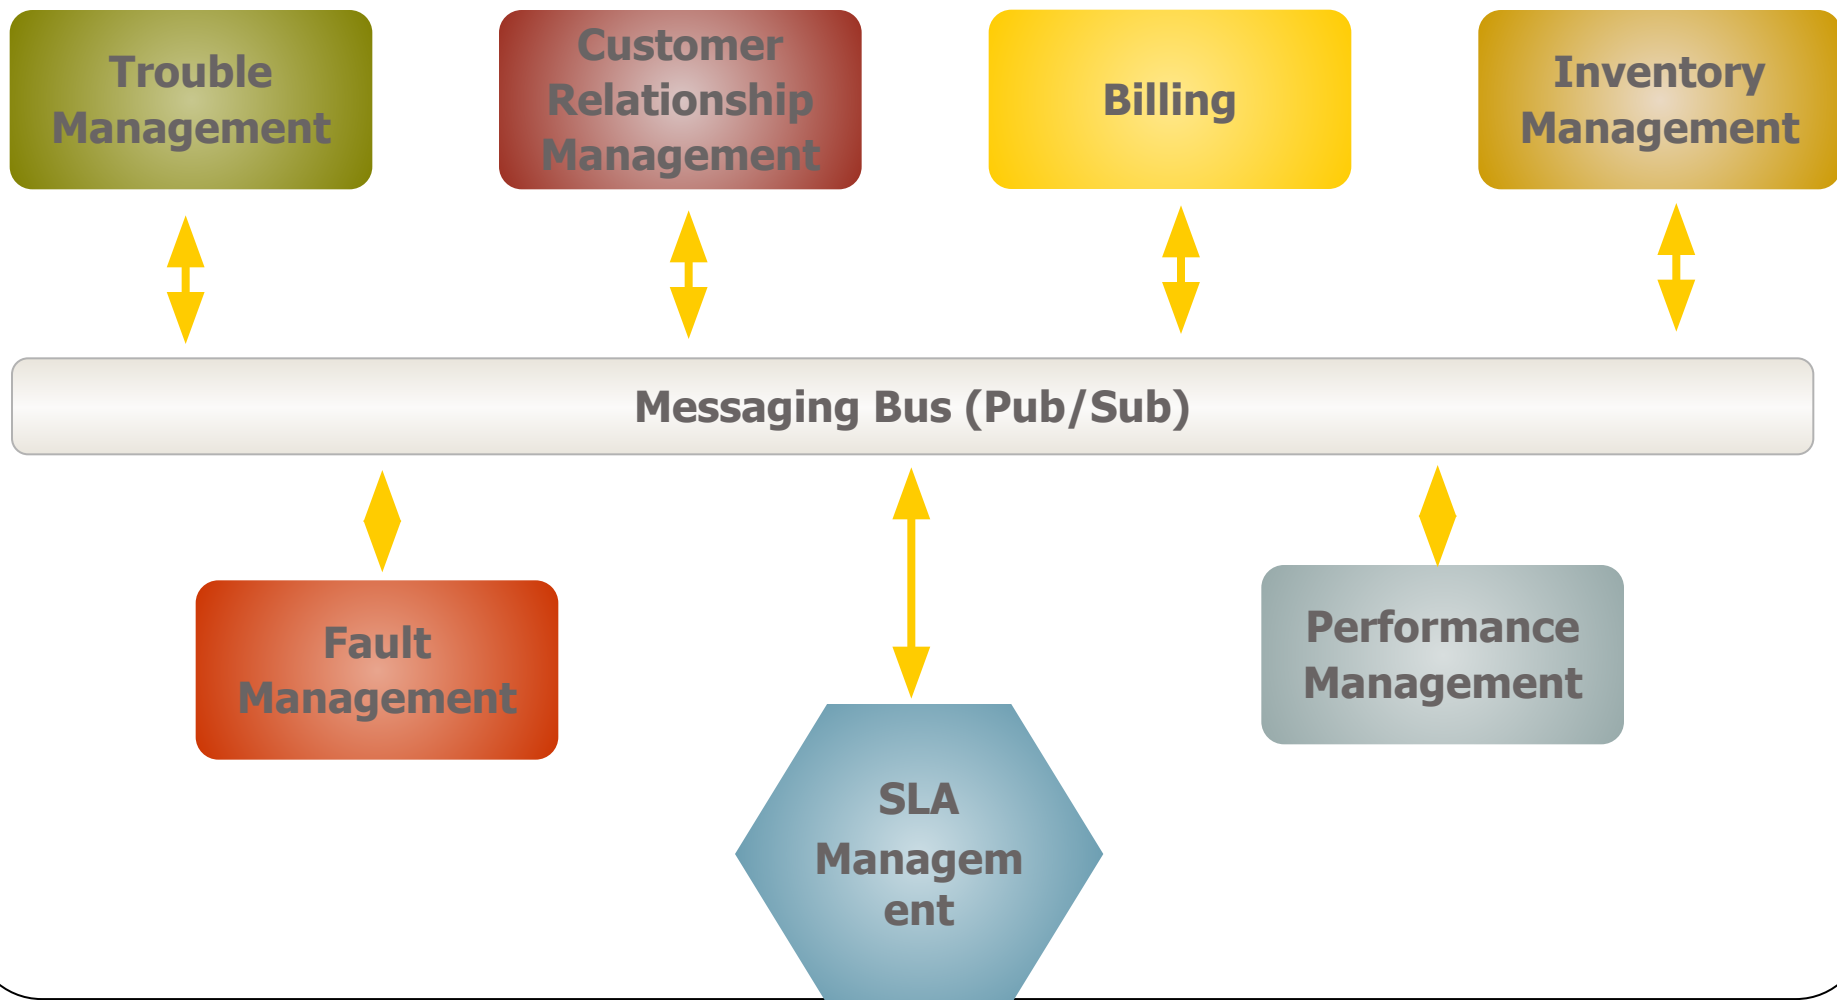 Trouble
Management
Customer
Relationship
Management
Billing
Inventory
Management
Messaging Bus (Pub/Sub)
Fault
Management
Performance
Management
SLA
Managem
ent